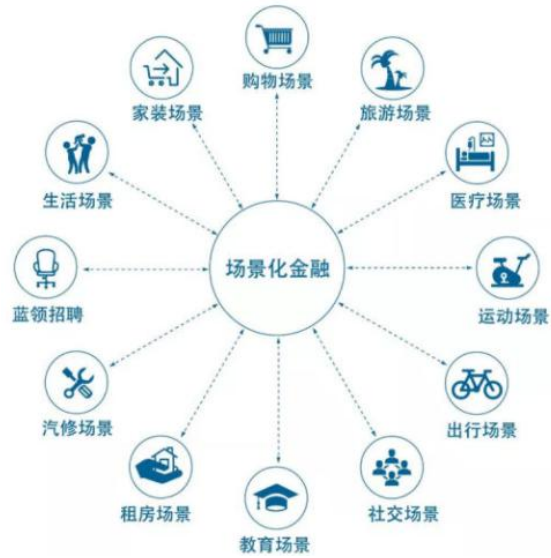 购物场景
家装场景
旅游场景
生活场景
医疗场景
场景化金融
蓝领招聘
运动场景
汽修场景
出行场景
租房场景
社交场景
教育场景